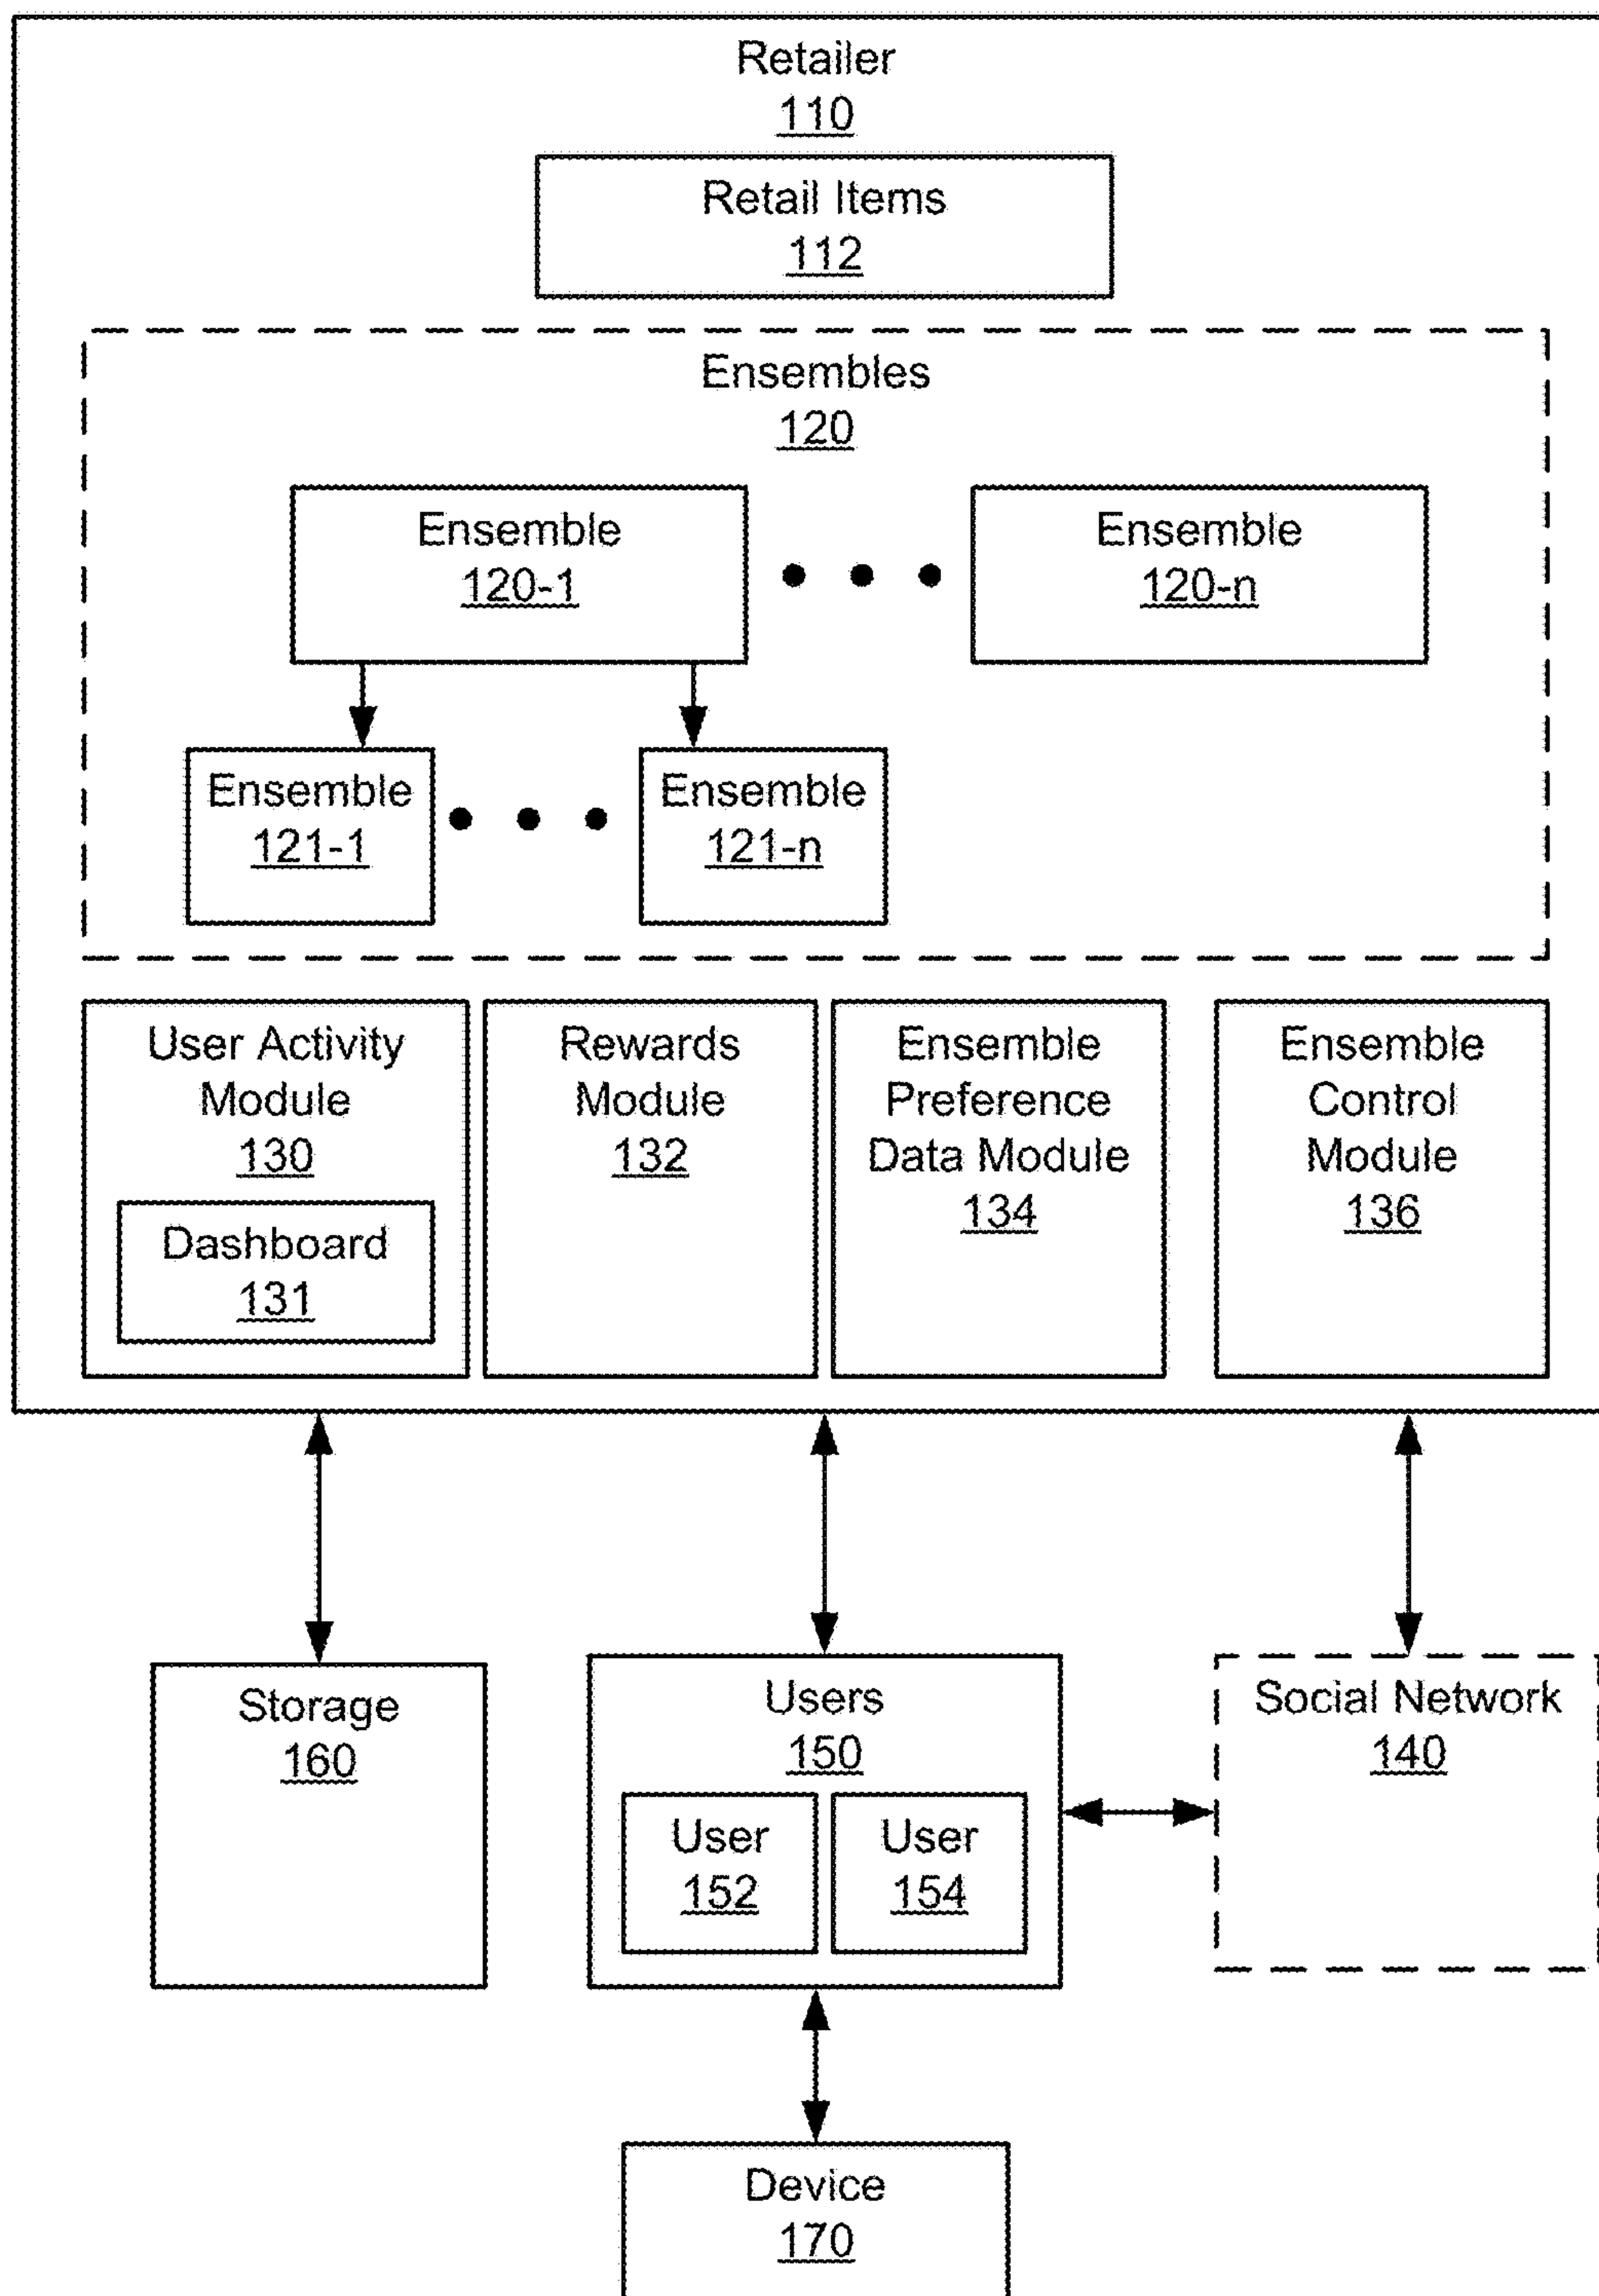 Retailer
110
Retail Items
112
Ensembles
120
Ensemble
120-1
Ensemble
120-n
Ensemble
121-1
Ensemble
121-n
User Activity
Module
130
Dashboard
131
Rewards
Module
132
Ensemble
Preference
Data Module
134
Ensemble
Control
Module
136
Storage
160
Users
150
User
152
User
154
Social Network
140
Device
170